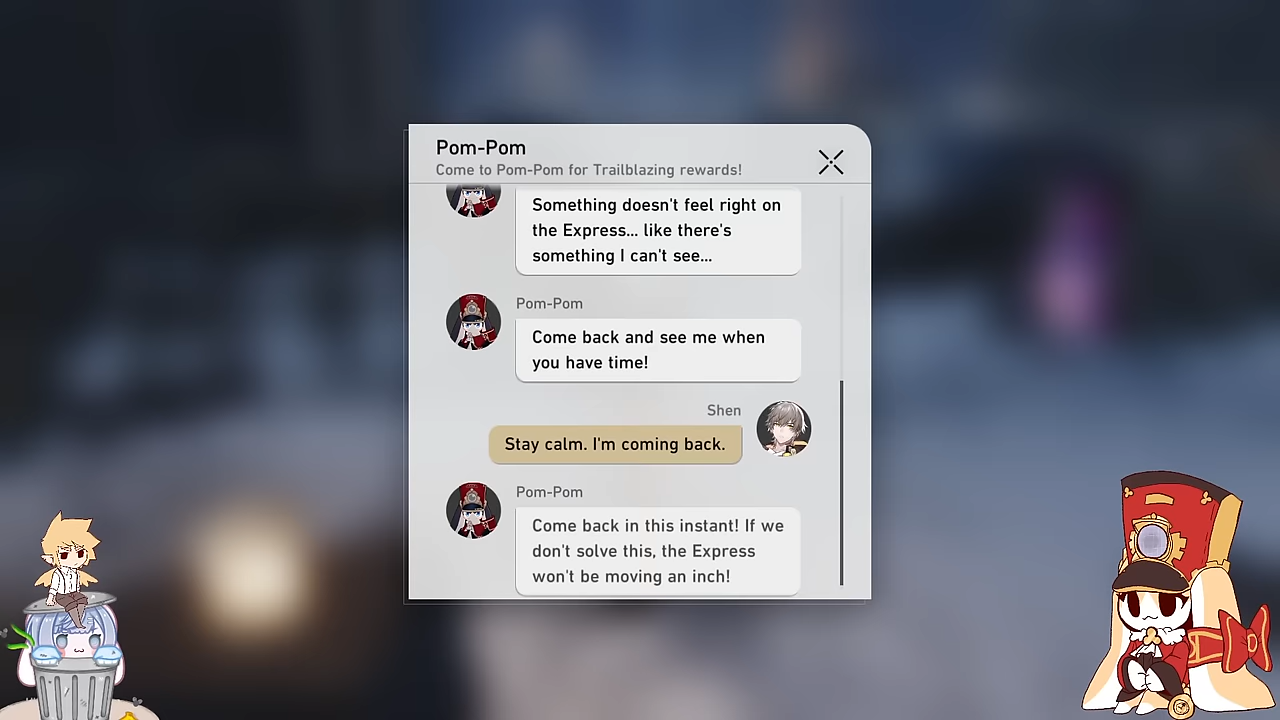 Pom-Pom
Come to Pom-Pom for Trailblazing rewards!
Something doesn't feel right on
the Express... like there's
something I can't see...
Pom-Pom
Come back and see me when
you have time!
Shen
Stay calm. I'm coming back.
Pom-Pom
Come back in this instant! If we
don't solve this, the Express
won't be moving an inch!